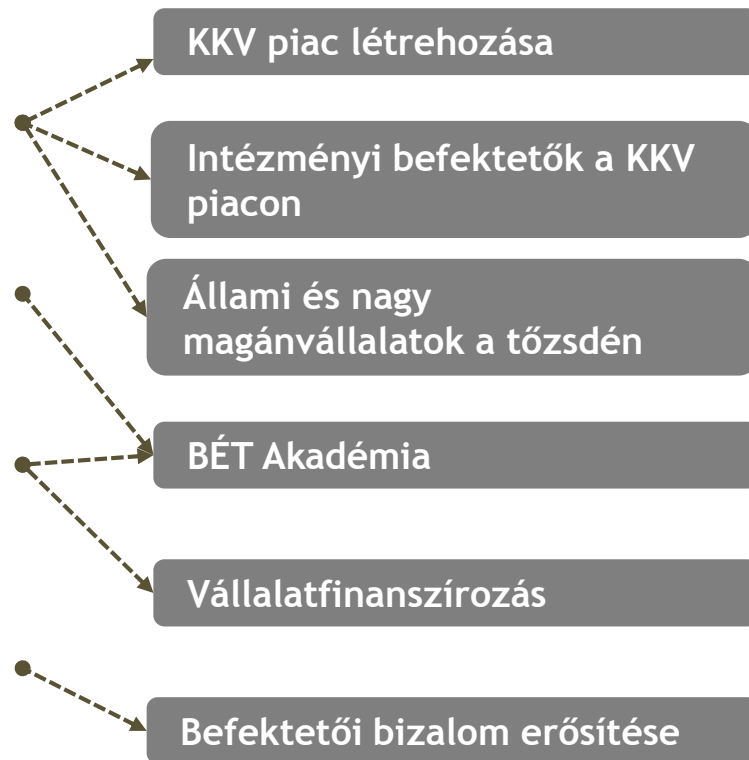 KKV piac létrehozása
Intézményi befektetők a KKV
piacon
Állami és nagy
magánvállalatok a tőzsdén
BÉT Akadémia
Vállalatfinanszírozás
Befektetői bizalom erősítése